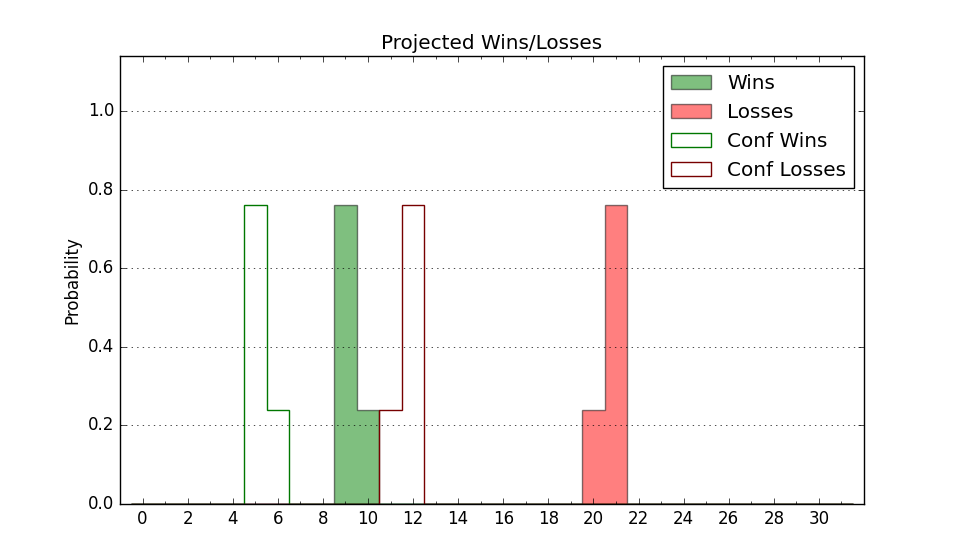 Projected Wins/Losses
Wins
Losses
Conf Wins
Conf Losses
Probability
1.0
0.8
0.6
0.4
0.2
0.0
0 2 4 6 8 10 12 14 16 18 20 22 24 26 28 30